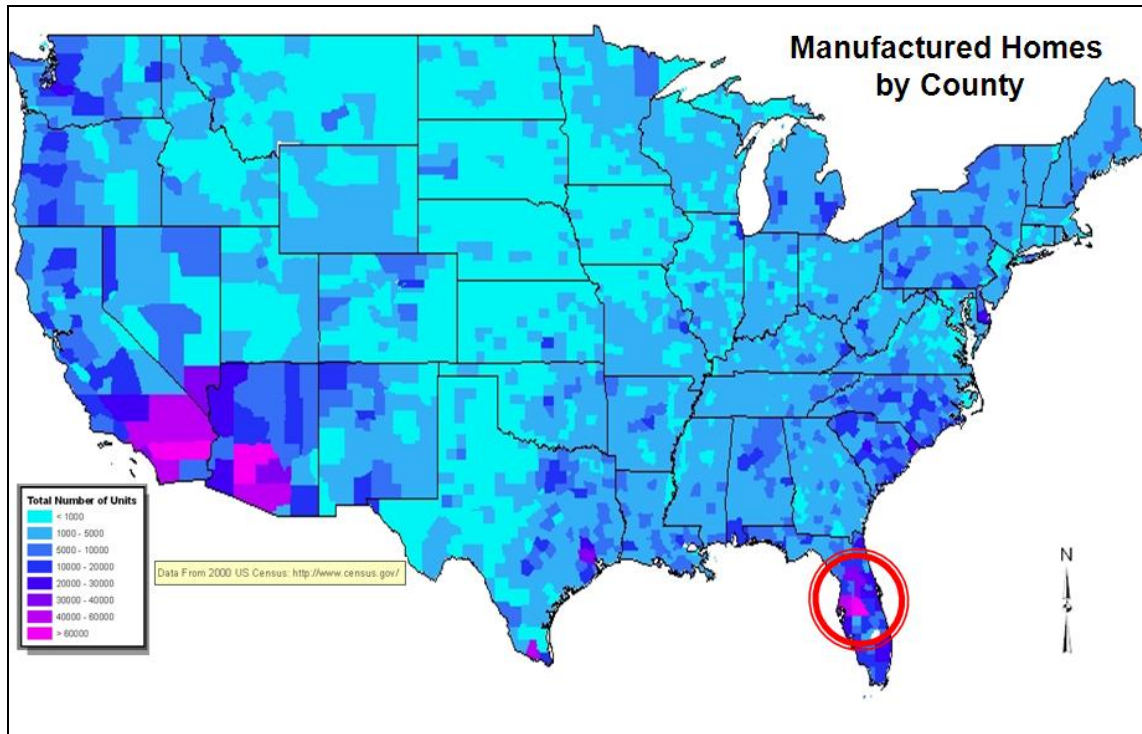 Manufactured Homes
by County
Total Number of Units
< 1000
1000 - 5000
5000 - 10000
10000 - 20000
20000 - 30000
30000 - 40000
40000 - 60000
> 60000
Data From 2000 US Census: http://www.census.gov/
N